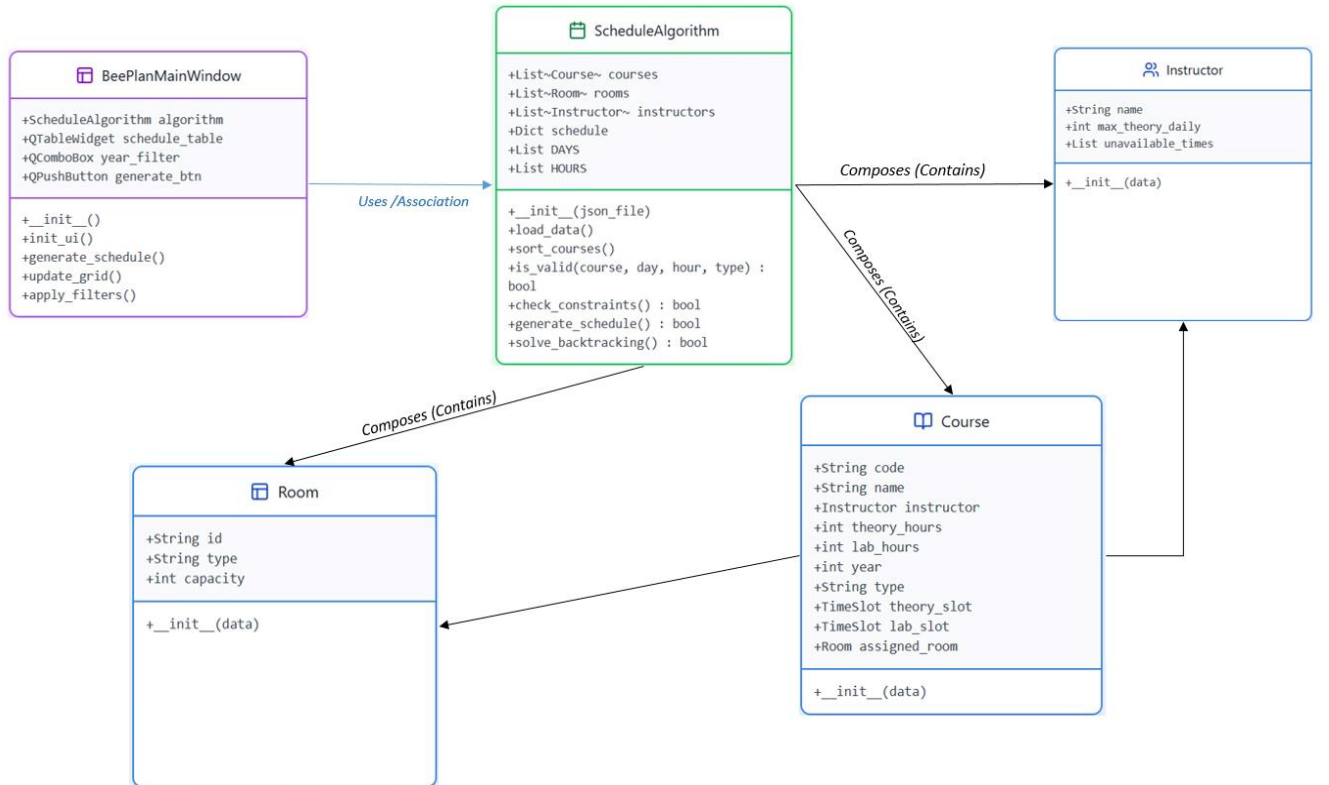 BeePlanMainWindow
+ScheduleAlgorithm algorithm
+QTableWidget schedule_table
+QComboBox year_filter
+QPushButton generate_btn
+__init__()
+init_ui()
+generate_schedule()
+update_grid()
+apply_filters()
Uses /Association
ScheduleAlgorithm
+List~Course~ courses
+List~Room~ rooms
+List~Instructor~ instructors
+Dict schedule
+List DAYS
+List HOURS
+__init__(json_file)
+load_data()
+sort_courses()
+is_valid(course, day, hour, type) :
bool
+check_constraints() : bool
+generate_schedule() : bool
+solve_backtracking() : bool
Composes (Contains)
Composes (Contains)
Composes (Contains)
Instructor
+String name
+int max_theory_daily
+List unavailable_times
+__init__(data)
Room
+String id
+String type
+int capacity
+__init__(data)
Course
+String code
+String name
+Instructor instructor
+int theory_hours
+int lab_hours
+int year
+String type
+TimeSlot theory_slot
+TimeSlot lab_slot
+Room assigned_room
+__init__(data)